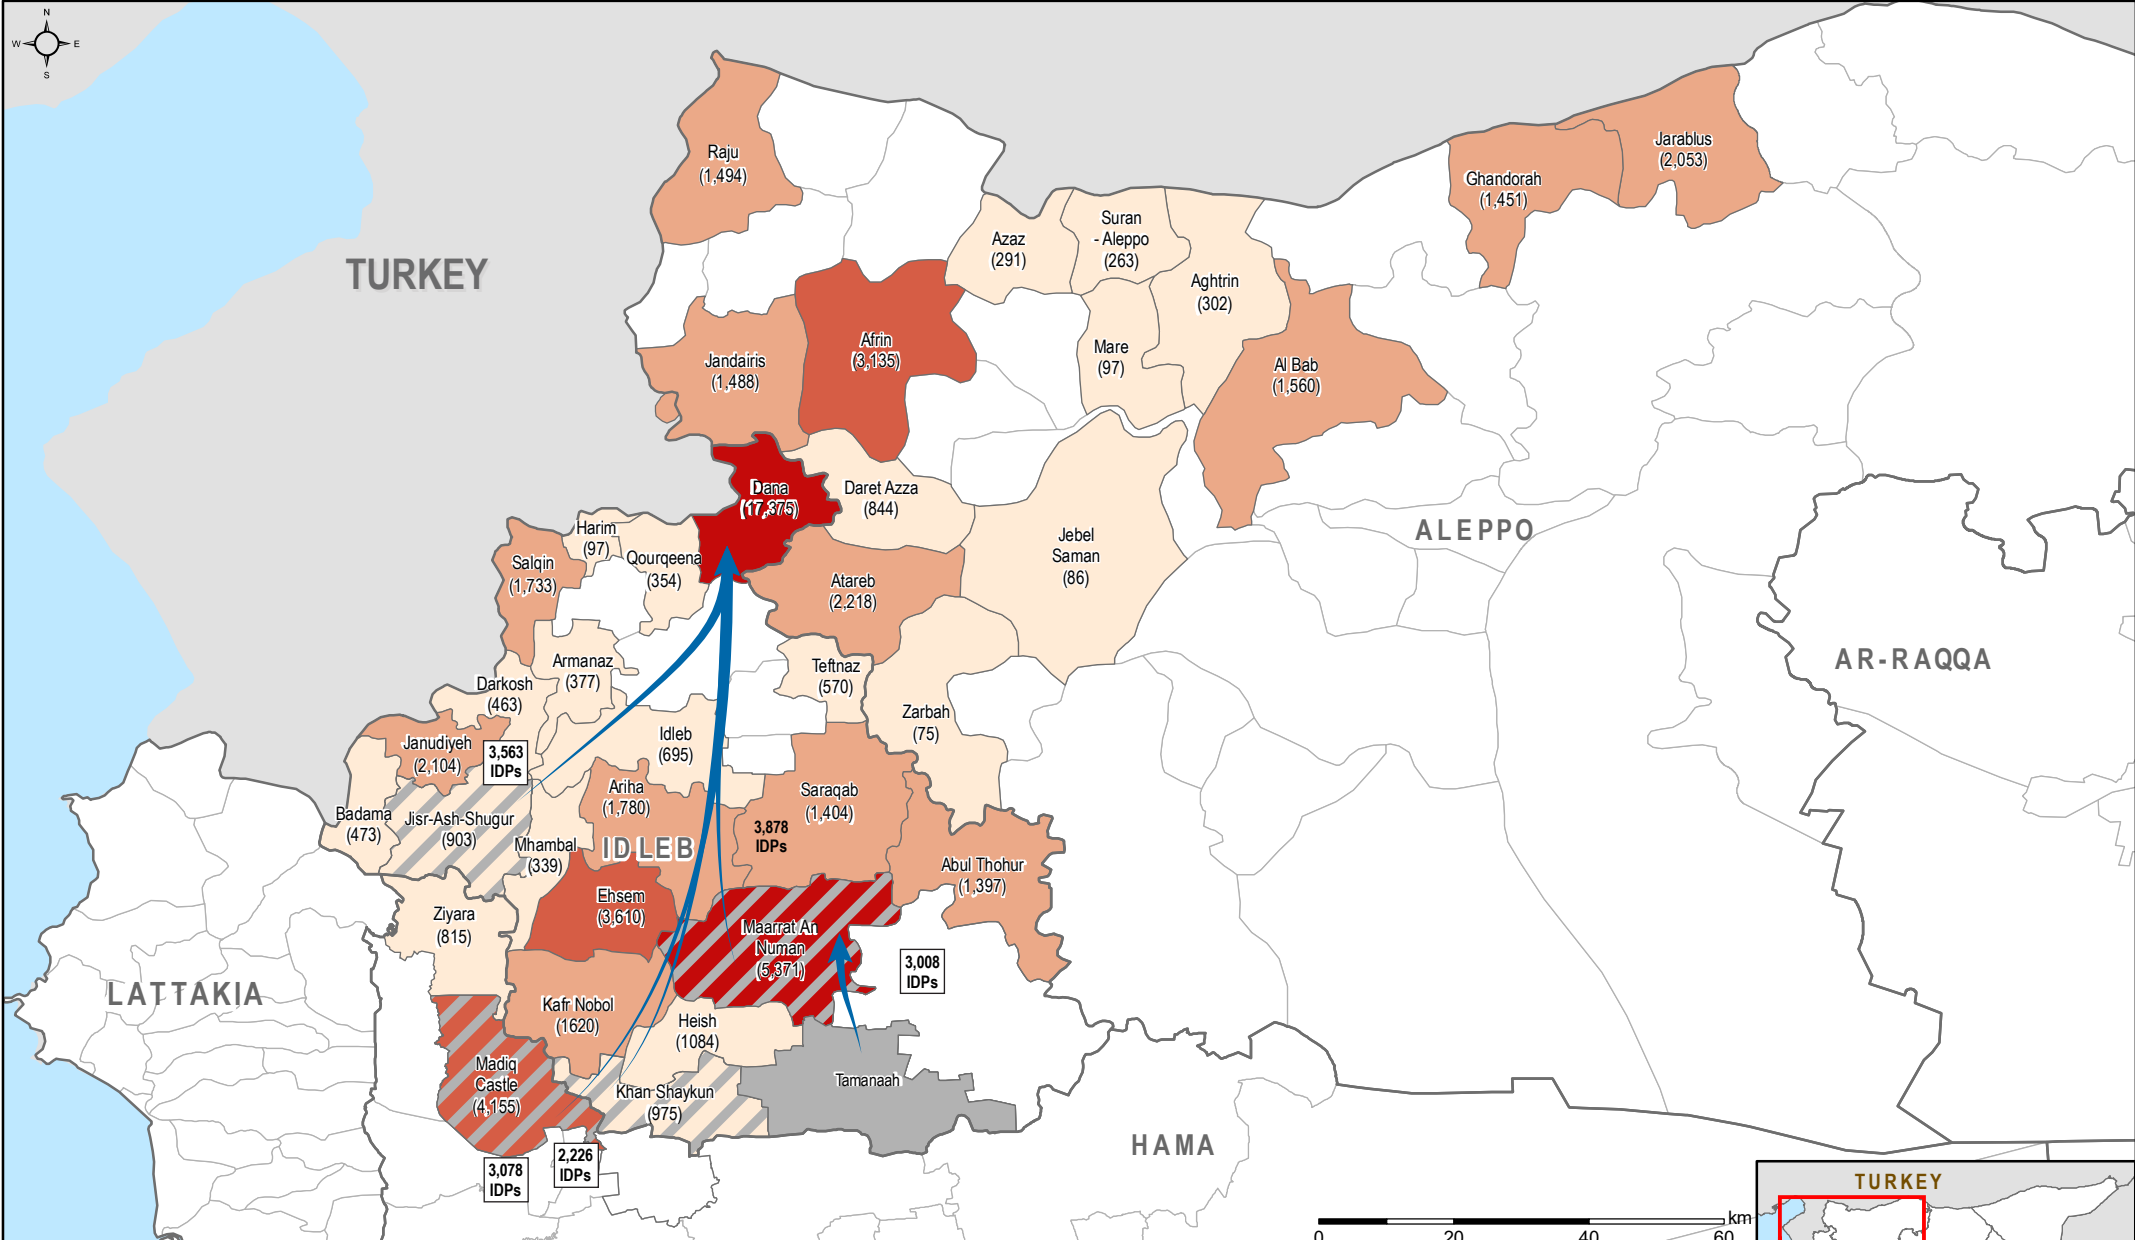 N
W
E
S
TURKEY
Raju
(1,494)
Jarablus
(2,053)
Ghandorah
(1,451)
Azaz
(291)
Suran
- Aleppo
(263)
Aghtrin
(302)
Afrin
(3,135)
Jandairis
(1,488)
Mare
(97)
Al Bab
(1,560)
Dana
(17,375)
Daret Azza
(844)
Harim
(97)
Salqin
(1,733)
Qourqeena
(354)
Atareb
(2,218)
Jebel
Saman
(86)
ALEPPO
AR-RAQQA
Armanaz
(377)
Darkosh
(463)
Teftnaz
(570)
Zarbah
(75)
Janudiyeh
(2,104)
3,563
IDPs
Idleb
(695)
Ariha
(1,780)
Saraqab
(1,404)
Badama
(473)
Jisr-Ash-Shugur
(903)
Mhambal
(339)
IDLEB
3,878
IDPs
Abul Thohur
(1,397)
Ehsem
(3,610)
Ziyara
(815)
Maarrat An
Numan
(5,371)
3,008
IDPs
LATTAKIA
Kafr Nobol
(1620)
Heish
(1084)
Madiq
Castle
(4,155)
Khan Shaykun
(975)
Tamanaah
HAMA
3,078
IDPs
2,226
IDPs
TURKEY
km
0
20
40
60